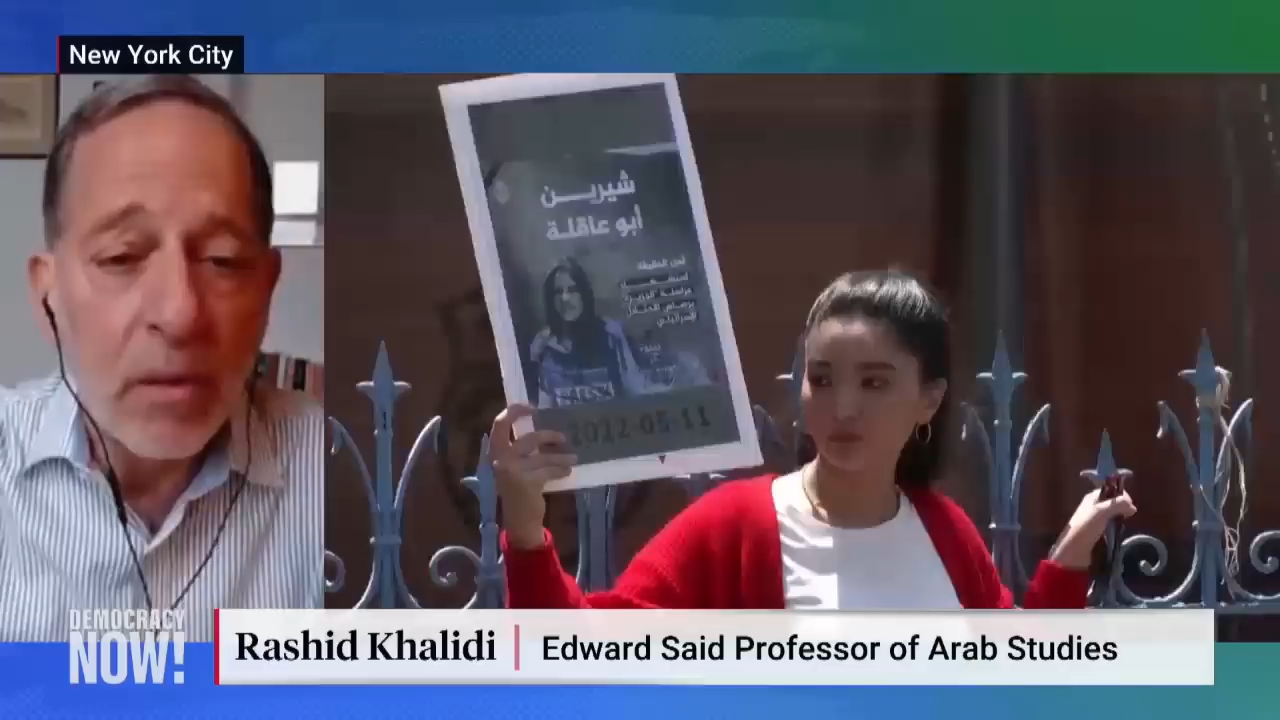 New York City
شيرين
أبو عاقلة
2022-05-11
DEMOCRACY
NOW!
Rashid Khalidi
Edward Said Professor of Arab Studies